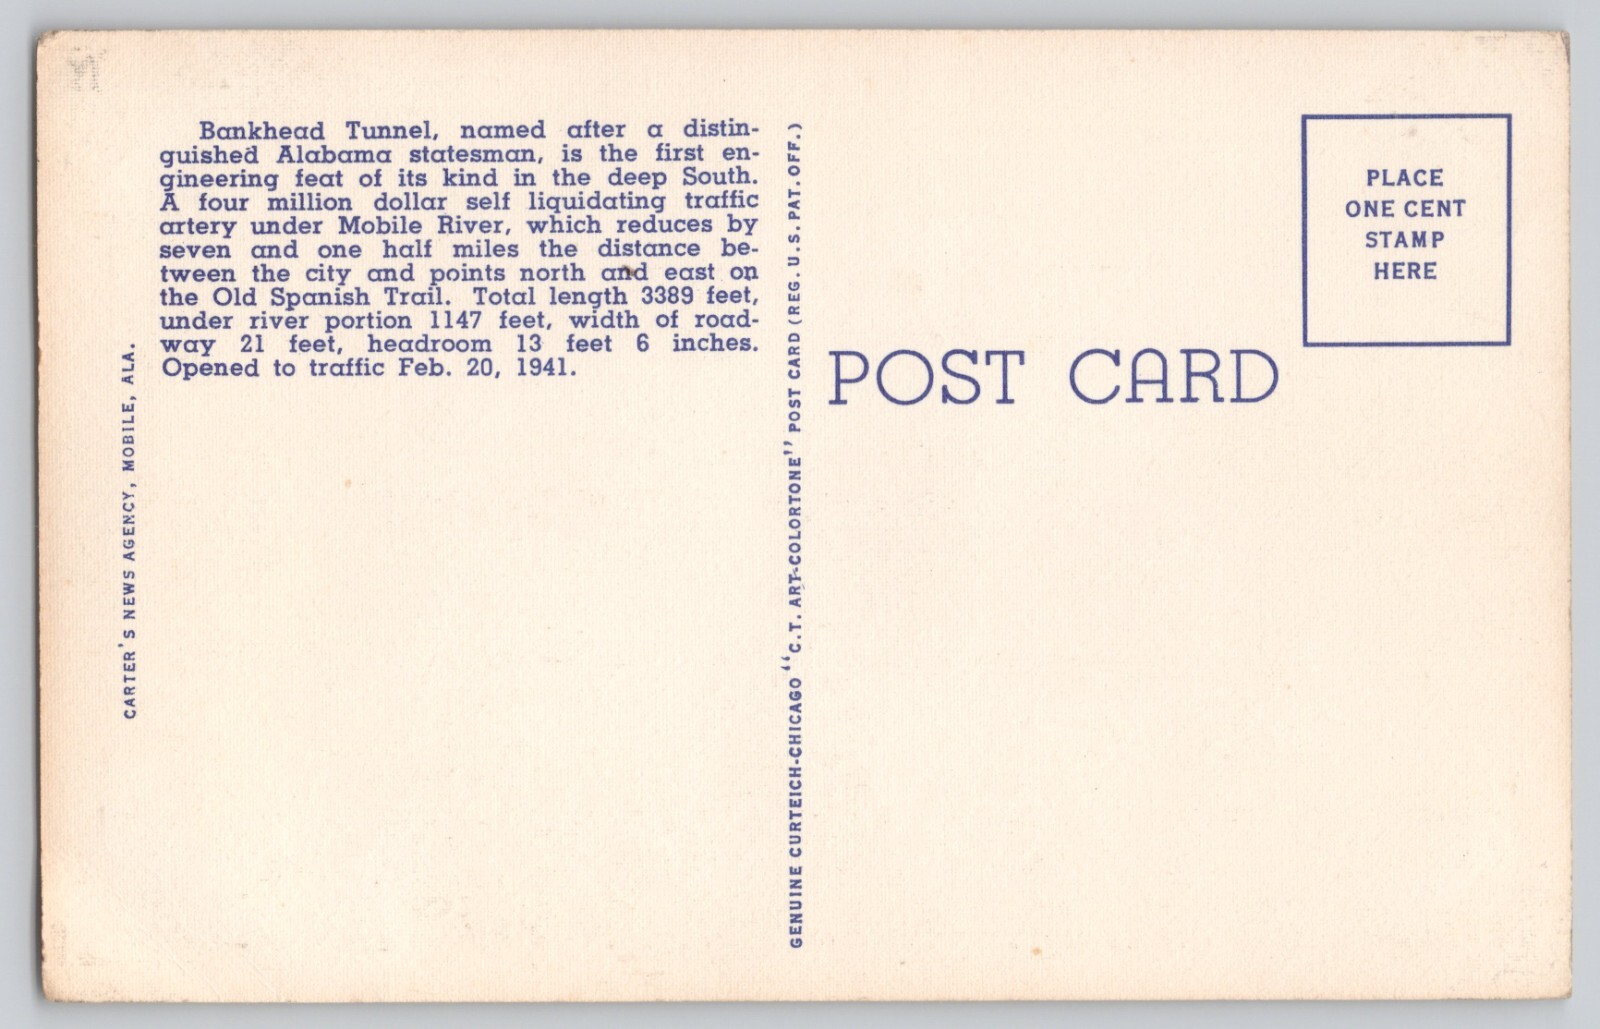 Bankhead Tunnel, named after a distin-
guished Alabama statesman, is the first en-
gineering feat of its kind in the deep South.
A four million dollar self liquidating traffic
artery under Mobile River, which reduces by
seven and one half miles the distance be-
tween the city and points north and east on
the Old Spanish Trail. Total length 3389 feet,
under river portion 1147 feet, width of road-
way 21 feet, headroom 13 feet 6 inches.
Opened to traffic Feb. 20, 1941.
CARTER'S NEWS AGENCY, MOBILE, ALA.
GENUINE CURTEICH-CHICAGO "C.T. ART-COLORTONE" POST CARD (REG. U.S. PAT. OFF.)
POST CARD
PLACE
ONE CENT
STAMP
HERE